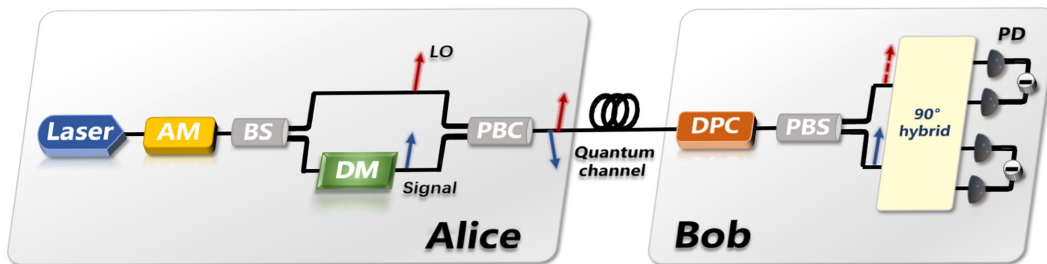 LO
PD
Laser
AM
BS
PBC
DPC
PBS
90°
hybrid
Quantum
channel
DM
Signal
Alice
Bob